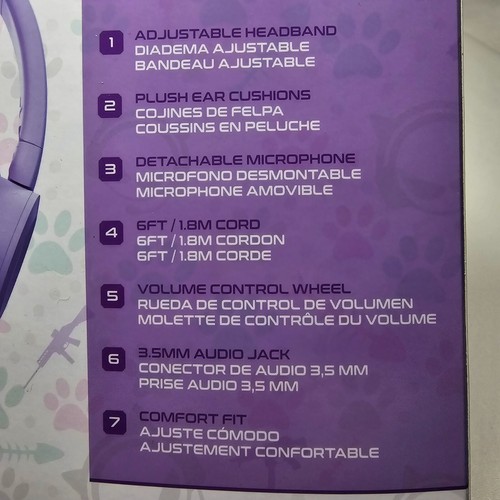 1 ADJUSTABLE HEADBAND
DIADEMA AJUSTABLE
BANDEAU AJUSTABLE
2 PLUSH EAR CUSHIONS
COJINES DE FELPA
COUSSINS EN PELUCHE
3 DETACHABLE MICROPHONE
MICROFONO DESMONTABLE
MICROPHONE AMOVIBLE
4 6FT / 1.8M CORD
6FT / 1.8M CORDON
6FT / 1.8M CORDE
5 VOLUME CONTROL WHEEL
RUEDA DE CONTROL DE VOLUMEN
MOLETTE DE CONTRÔLE DU VOLUME
6 3.5MM AUDIO JACK
CONECTOR DE AUDIO 3,5 MM
PRISE AUDIO 3,5 MM
7 COMFORT FIT
AJUSTE CÓMODO
AJUSTEMENT CONFORTABLE